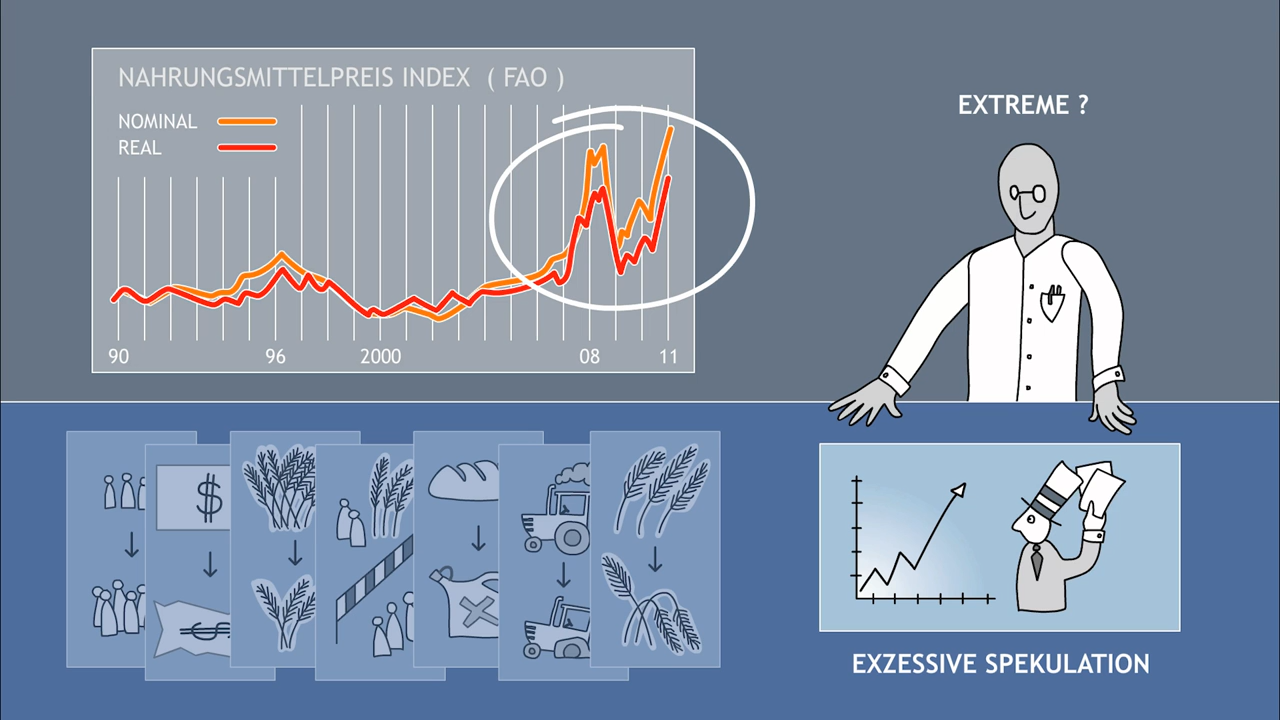 NAHRUNGSMITTELPREIS INDEX ( FAO )
NOMINAL
REAL
90 96 2000 08 11
EXTREME ?
$
$
EXZESSIVE SPEKULATION